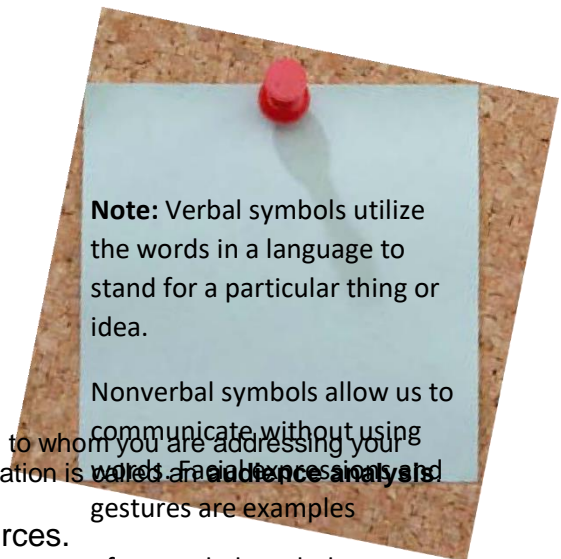 Note: Verbal symbols utilize
the words in a language to
stand for a particular thing or
idea.
Nonverbal symbols allow us to
communicate without using
words. Facial expressions and
gestures are examples
to whom you are addressing your
ation is called an audience analysis.
rces.